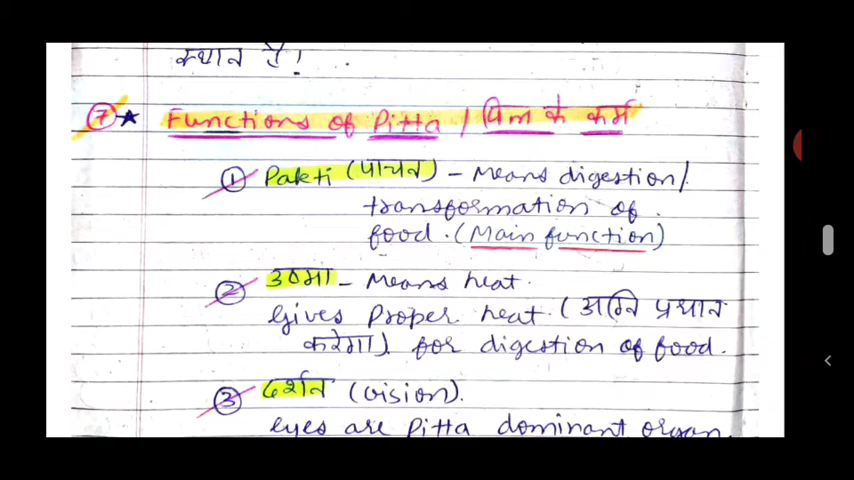 स्थान है!
⑦★ Functions of Pitta / पित्त के कर्म
① Pakti (पाचन) - Means digestion/
transformation of
food. (Main function)
② उष्मा - Means heat.
Gives Proper heat. (अग्नि प्रधान
करेगा). for digestion of food.
③ दर्शन (vision).
eyes are Pitta dominant organ.